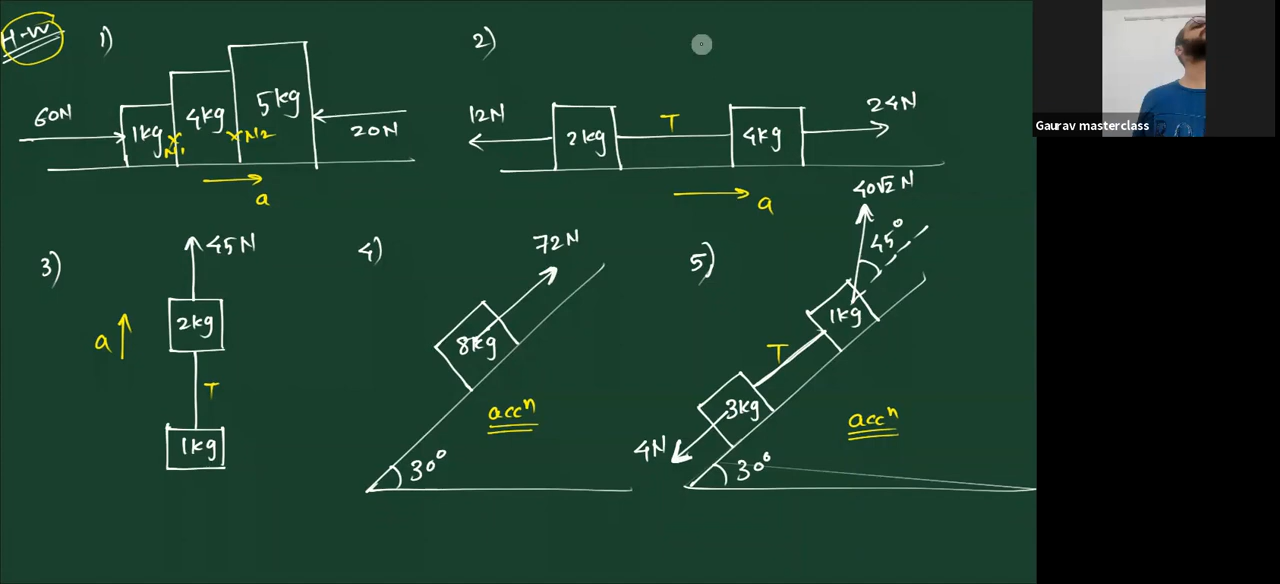 H-W
1)
60N
1kg
4kg
5kg
N1
N2
20N
a
2)
12N
2kg
T
4kg
24N
a
3)
45N
2kg
a
T
1kg
4)
72N
8kg
accⁿ
30°
5)
40√2 N
45°
1kg
T
3kg
4N
accⁿ
30°
Gaurav masterclass